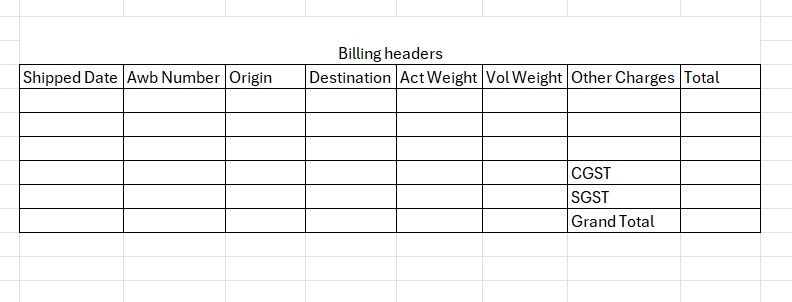 Billing headers
Shipped Date Awb Number Origin Destination Act Weight Vol Weight Other Charges Total
CGST
SGST
Grand Total